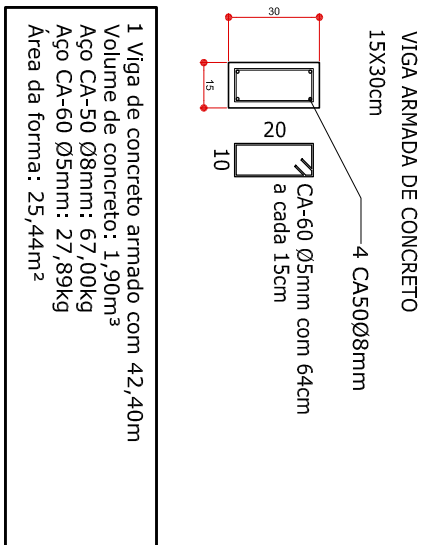 VIGA ARMADA DE CONCRETO
15X30cm
30
15
4 CA50Ø8mm
20
10
CA-60 Ø5mm com 64cm
a cada 15cm
1 Viga de concreto armado com 42,40m
Volume de concreto: 1,90m³
Aço CA-50 Ø8mm: 67,00kg
Aço CA-60 Ø5mm: 27,89kg
Área da forma: 25,44m²